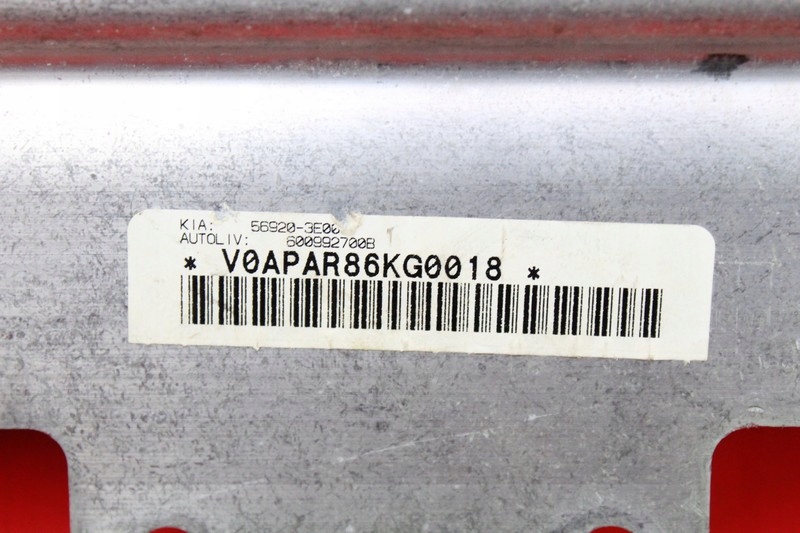 KIA: 56920-3E00
AUTOLIV: 600992700B
* V0APAR86KG0018 *